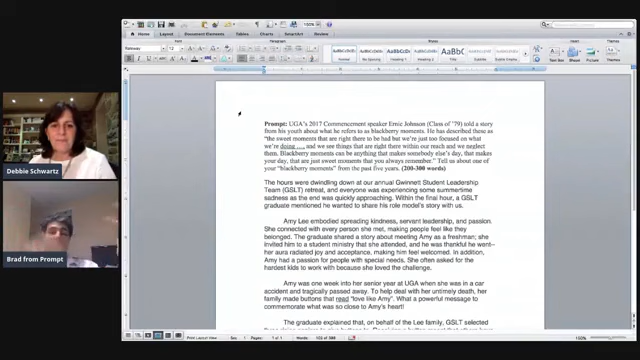 Home Layout Document Elements Tables Charts SmartArt Review
Prompt: UGA's 2017 Commencement speaker Ernie Johnson (Class of '79) told a story
from his youth about what he refers to as blackberry moments. He has described these as
"the sweet moments that are right there to be had but we're just too focused on what
we're doing …, and we see things that are right there within our reach and we neglect
them. Blackberry moments can be anything that makes somebody else's day, that makes
your day, that are just sweet moments that you always remember." Tell us about one of
your "blackberry moments" from the past five years. (200-300 words)
The hours were dwindling down at our annual Gwinnett Student Leadership
Team (GSLT) retreat, and everyone was experiencing some summertime
sadness as the end was quickly approaching. Within the final hour, a GSLT
graduate mentioned he wanted to share his role model's story with us.
Amy Lee embodied spreading kindness, servant leadership, and passion.
She connected with every person she met, making people feel like they
belonged. The graduate shared a story about meeting Amy as a freshman; she
invited him to a student ministry that she attended, and he was thankful he went–
her aura radiated joy and acceptance, making him feel welcomed. In addition,
Amy had a passion for people with special needs. She often asked for the
hardest kids to work with because she loved the challenge.
Amy was one week into her senior year at UGA when she was in a car
accident and tragically passed away. To help deal with her untimely death, her
family made buttons that read "love like Amy". What a powerful message to
commemorate what was so close to Amy's heart!
The graduate explained that, on behalf of the Lee family, GSLT selected
Debbie Schwartz
Brad from Prompt
Print Layout View